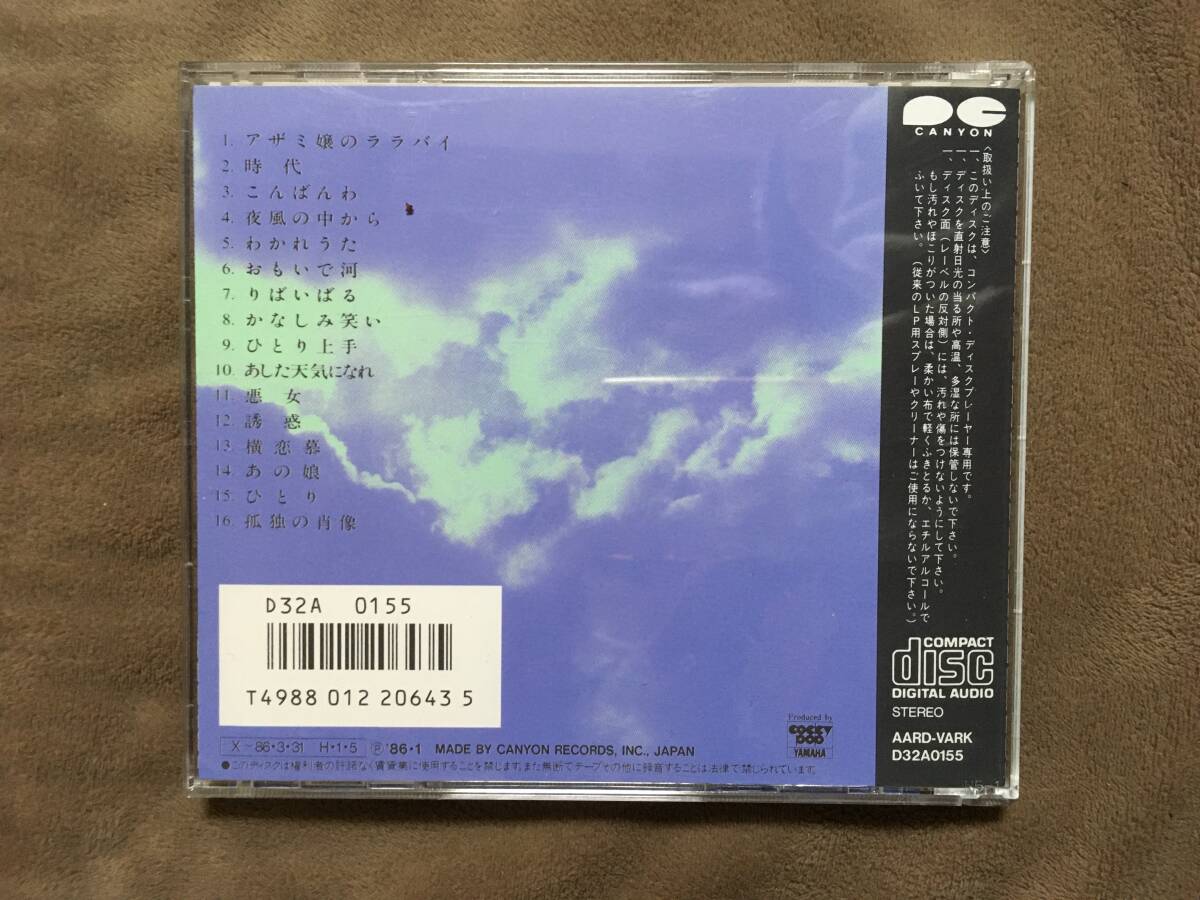 1. アザミ嬢のララバイ
2. 時代
3. こんばんわ
4. 夜風の中から
5. わかれうた
6. おもいで河
7. りばいばる
8. かなしみ笑い
9. ひとり上手
10. あした天気になれ
11. 悪女
12. 誘惑
13. 横恋慕
14. あの娘
15. ひとり
16. 孤独の肖像
D32A 0155
T4988 012 20643 5
X-86・3・31 H・1・5 Ⓟ'86・1 MADE BY CANYON RECORDS, INC., JAPAN
●このディスクは権利者の許諾なく賃貸業に使用することを禁じます。また無断でテープその他に録音することは法律で禁じられています。
Produced by
COCKY POP
YAMAHA
CANYON
〈取扱い上のご注意〉
一、このディスクは、コンパクト・ディスクプレーヤー専用です。
一、ディスクを直射日光の当る所や高温、多湿な所には保管しないで下さい。
一、ディスク面（レーベルの反対側）には、汚れや傷をつけないようにして下さい。
もし汚れやほこりがついた場合は、柔かい布で軽くふきとるか、エチルアルコールで
ふいて下さい。（従来のLP用スプレーやクリーナーはご使用にならないで下さい。）
COMPACT
disc
DIGITAL AUDIO
STEREO
AARD-VARK
D32A0155